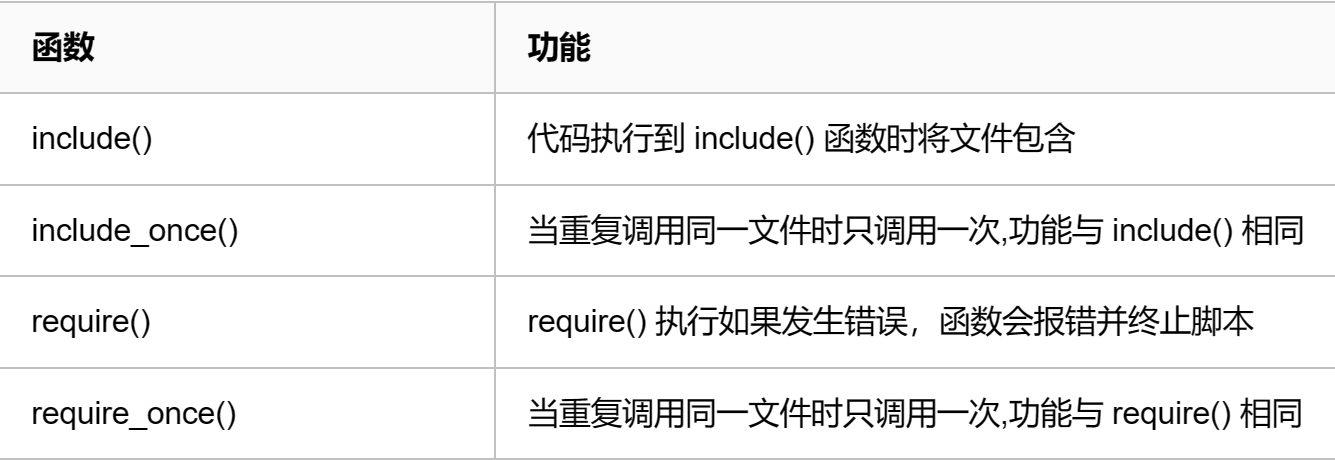 函数 功能
include() 代码执行到 include() 函数时将文件包含
include_once() 当重复调用同一文件时只调用一次,功能与 include() 相同
require() require() 执行如果发生错误，函数会报错并终止脚本
require_once() 当重复调用同一文件时只调用一次,功能与 require() 相同